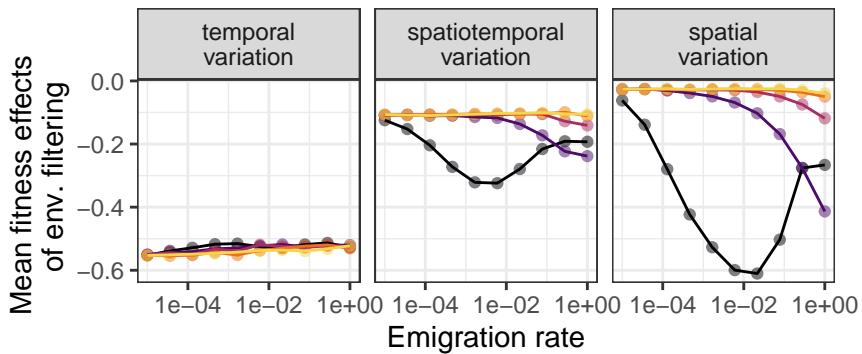 temporal
variation
spatiotemporal
variation
spatial
variation
Mean fitness effects
of env. filtering
0.0
−0.2
−0.4
−0.6
1e−04 1e−02 1e+00 1e−04 1e−02 1e+00 1e−04 1e−02 1e+00
Emigration rate